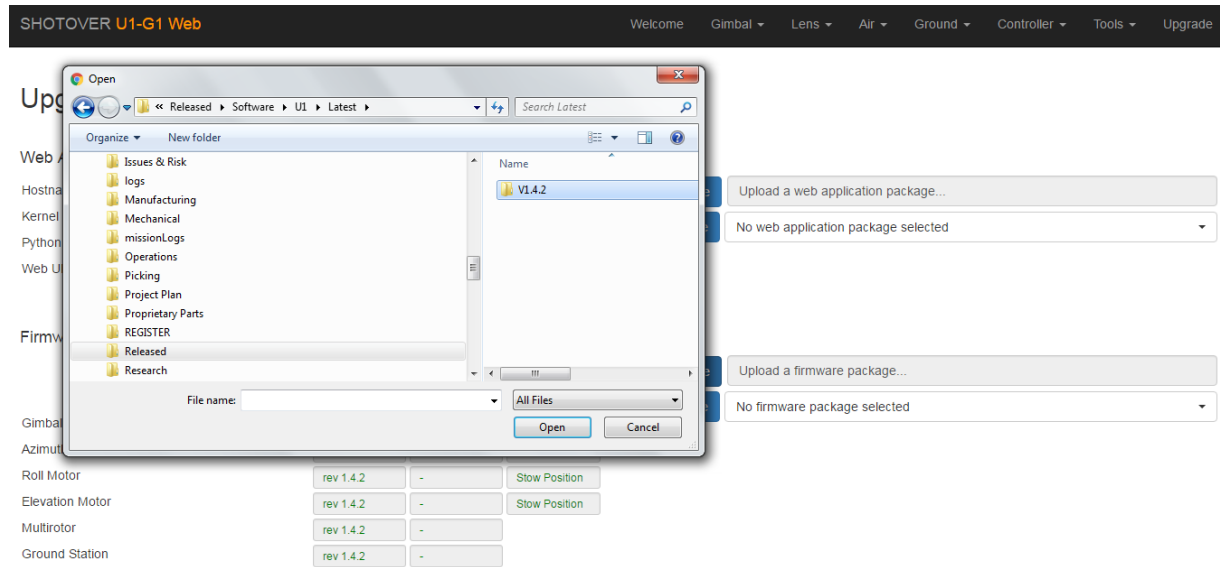 SHOTOVER U1-G1 Web Welcome Gimbal Lens Air Ground Controller Tools Upgrade
Open
« Released Software U1 Latest Search Latest
Organize New folder
Web
Issues & Risk Name
logs V1.4.2
Manufacturing Upload a web application package...
Kernel Mechanical
Python missionLogs No web application package selected
Operations
Picking
Project Plan
Proprietary Parts
REGISTER
Released
Research Upload a firmware package...
File name: All Files No firmware package selected
Open Cancel
Roll Motor rev 1.4.2 - Stow Position
Elevation Motor rev 1.4.2 - Stow Position
Multirotor rev 1.4.2 -
Ground Station rev 1.4.2 -